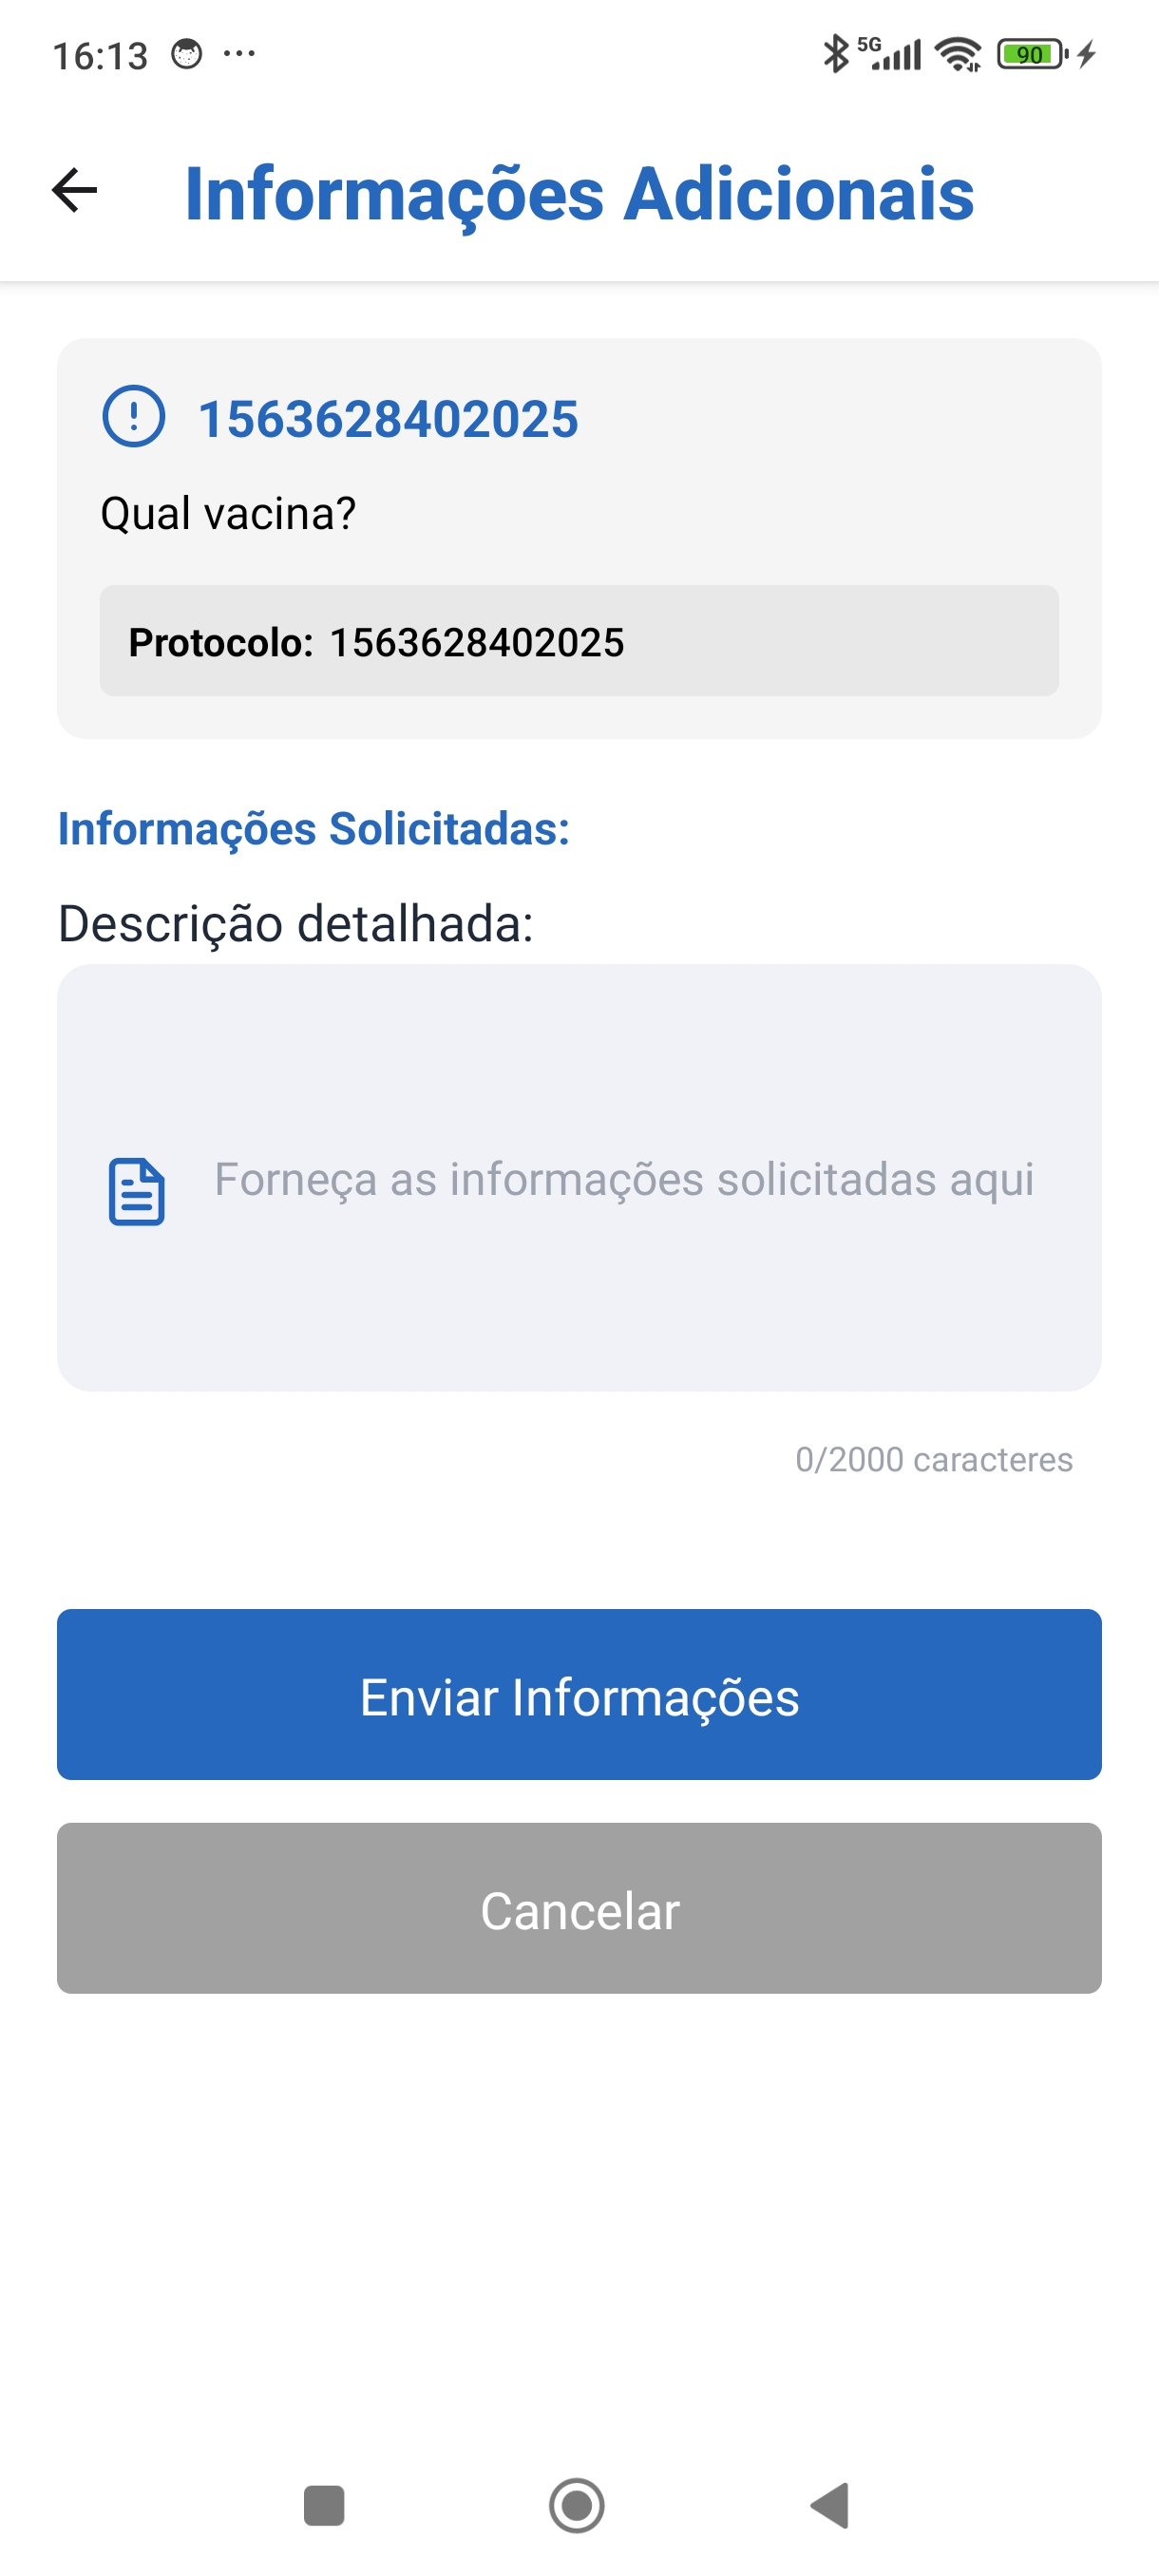 16:13 ...
5G 90
Informações Adicionais
1563628402025
Qual vacina?
Protocolo: 1563628402025
Informações Solicitadas:
Descrição detalhada:
Forneça as informações solicitadas aqui
0/2000 caracteres
Enviar Informações
Cancelar